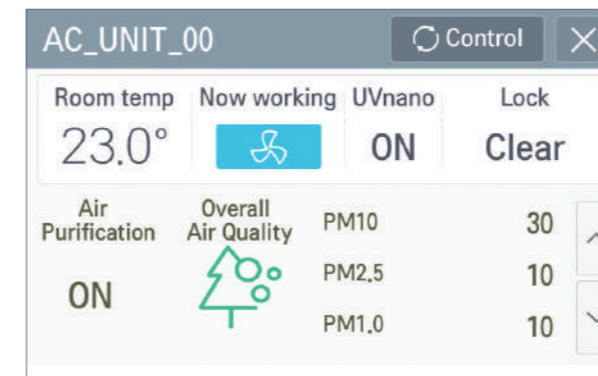 AC_UNIT_00 Control
Room temp Now working UVnano Lock
23.0° ON Clear
Air Purification Overall Air Quality PM10 30
ON PM2.5 10
PM1.0 10